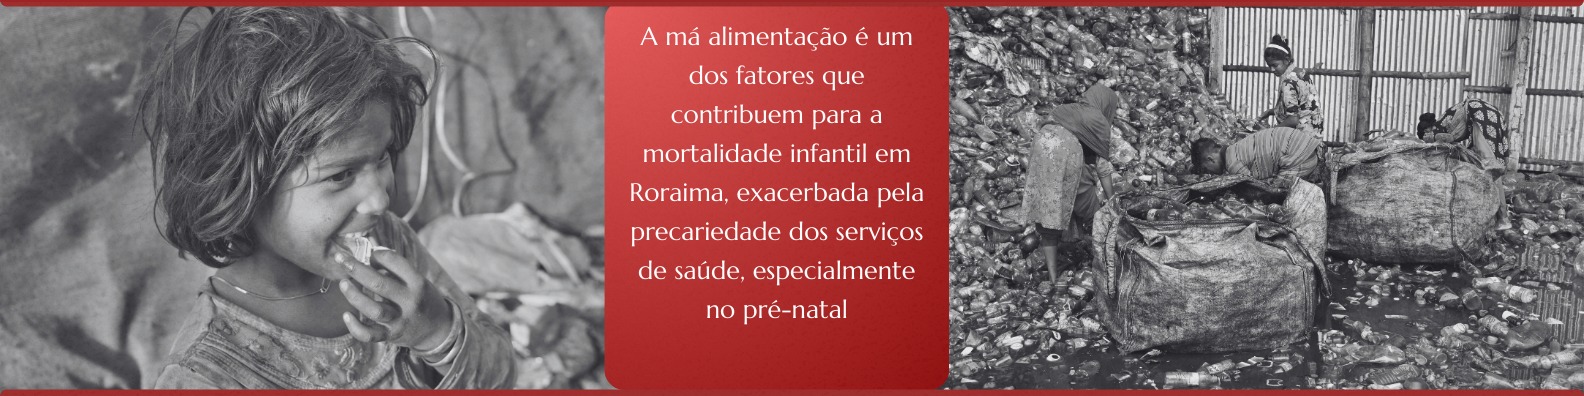 A má alimentação é um
dos fatores que
contribuem para a
mortalidade infantil em
Roraima, exacerbada pela
precariedade dos serviços
de saúde, especialmente
no pré-natal